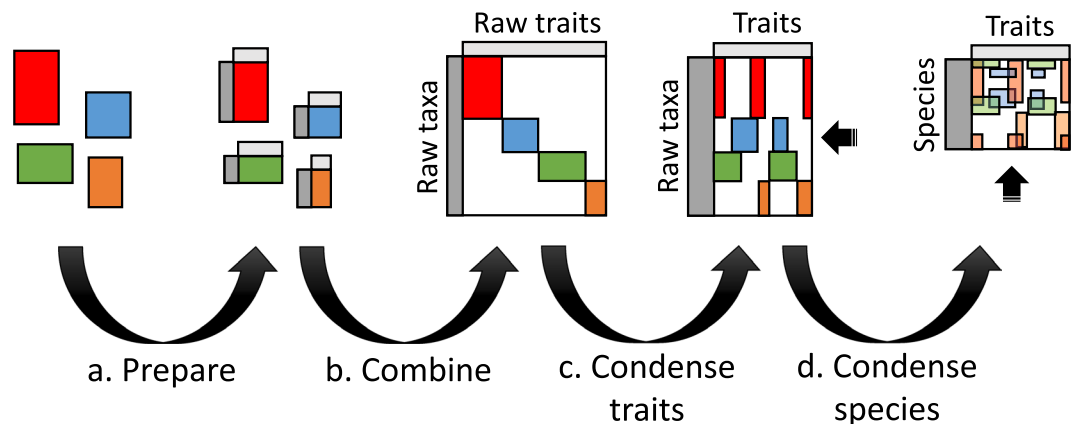 Raw traits
Raw taxa
Traits
Raw taxa
Traits
Species
a. Prepare
b. Combine
c. Condense
traits
d. Condense
species